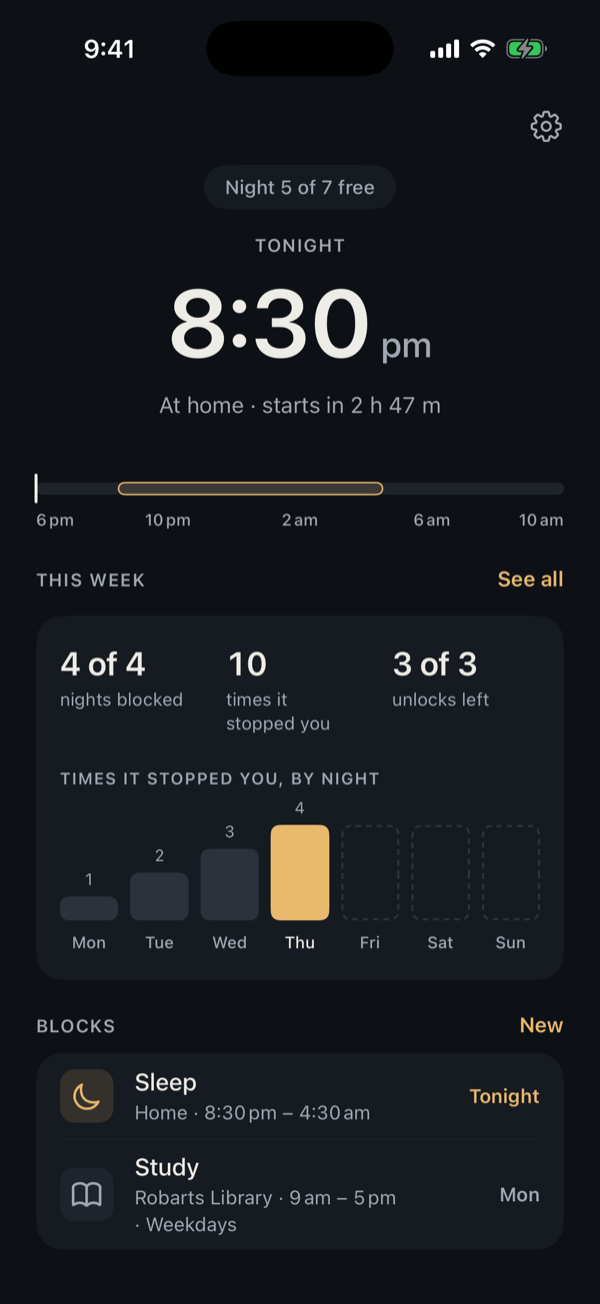 9:41
Night 5 of 7 free
TONIGHT
8:30 pm
At home · starts in 2 h 47 m
6 pm 10 pm 2 am 6 am 10 am
THIS WEEK See all
4 of 4 10 3 of 3
nights blocked times it unlocks left
stopped you
TIMES IT STOPPED YOU, BY NIGHT
1 2 3 4
Mon Tue Wed Thu Fri Sat Sun
BLOCKS New
Sleep
Home · 8:30 pm – 4:30 am Tonight
Study
Robarts Library · 9 am – 5 pm Mon
· Weekdays